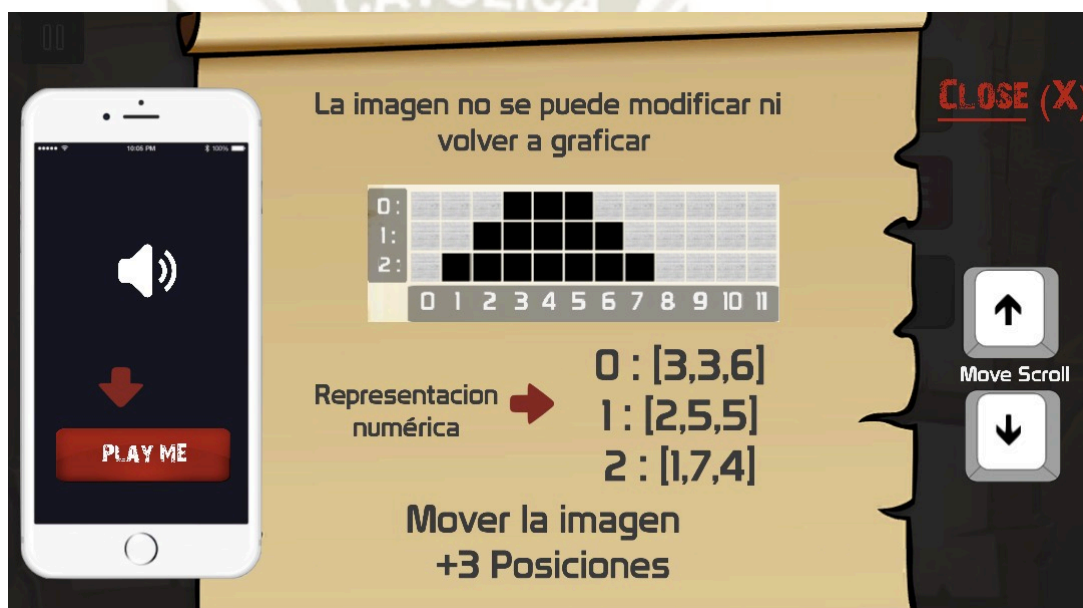 CATOLICA
CLOSE (X)
La imagen no se puede modificar ni
volver a graficar
10:05 PM
100%
0 :
1 :
2 :
0 1 2 3 4 5 6 7 8 9 10 11
0 : [3,3,6]
Representacion
numérica
1 : [2,5,5]
2 : [1,7,4]
Move Scroll
PLAY ME
Mover la imagen
+3 Posiciones